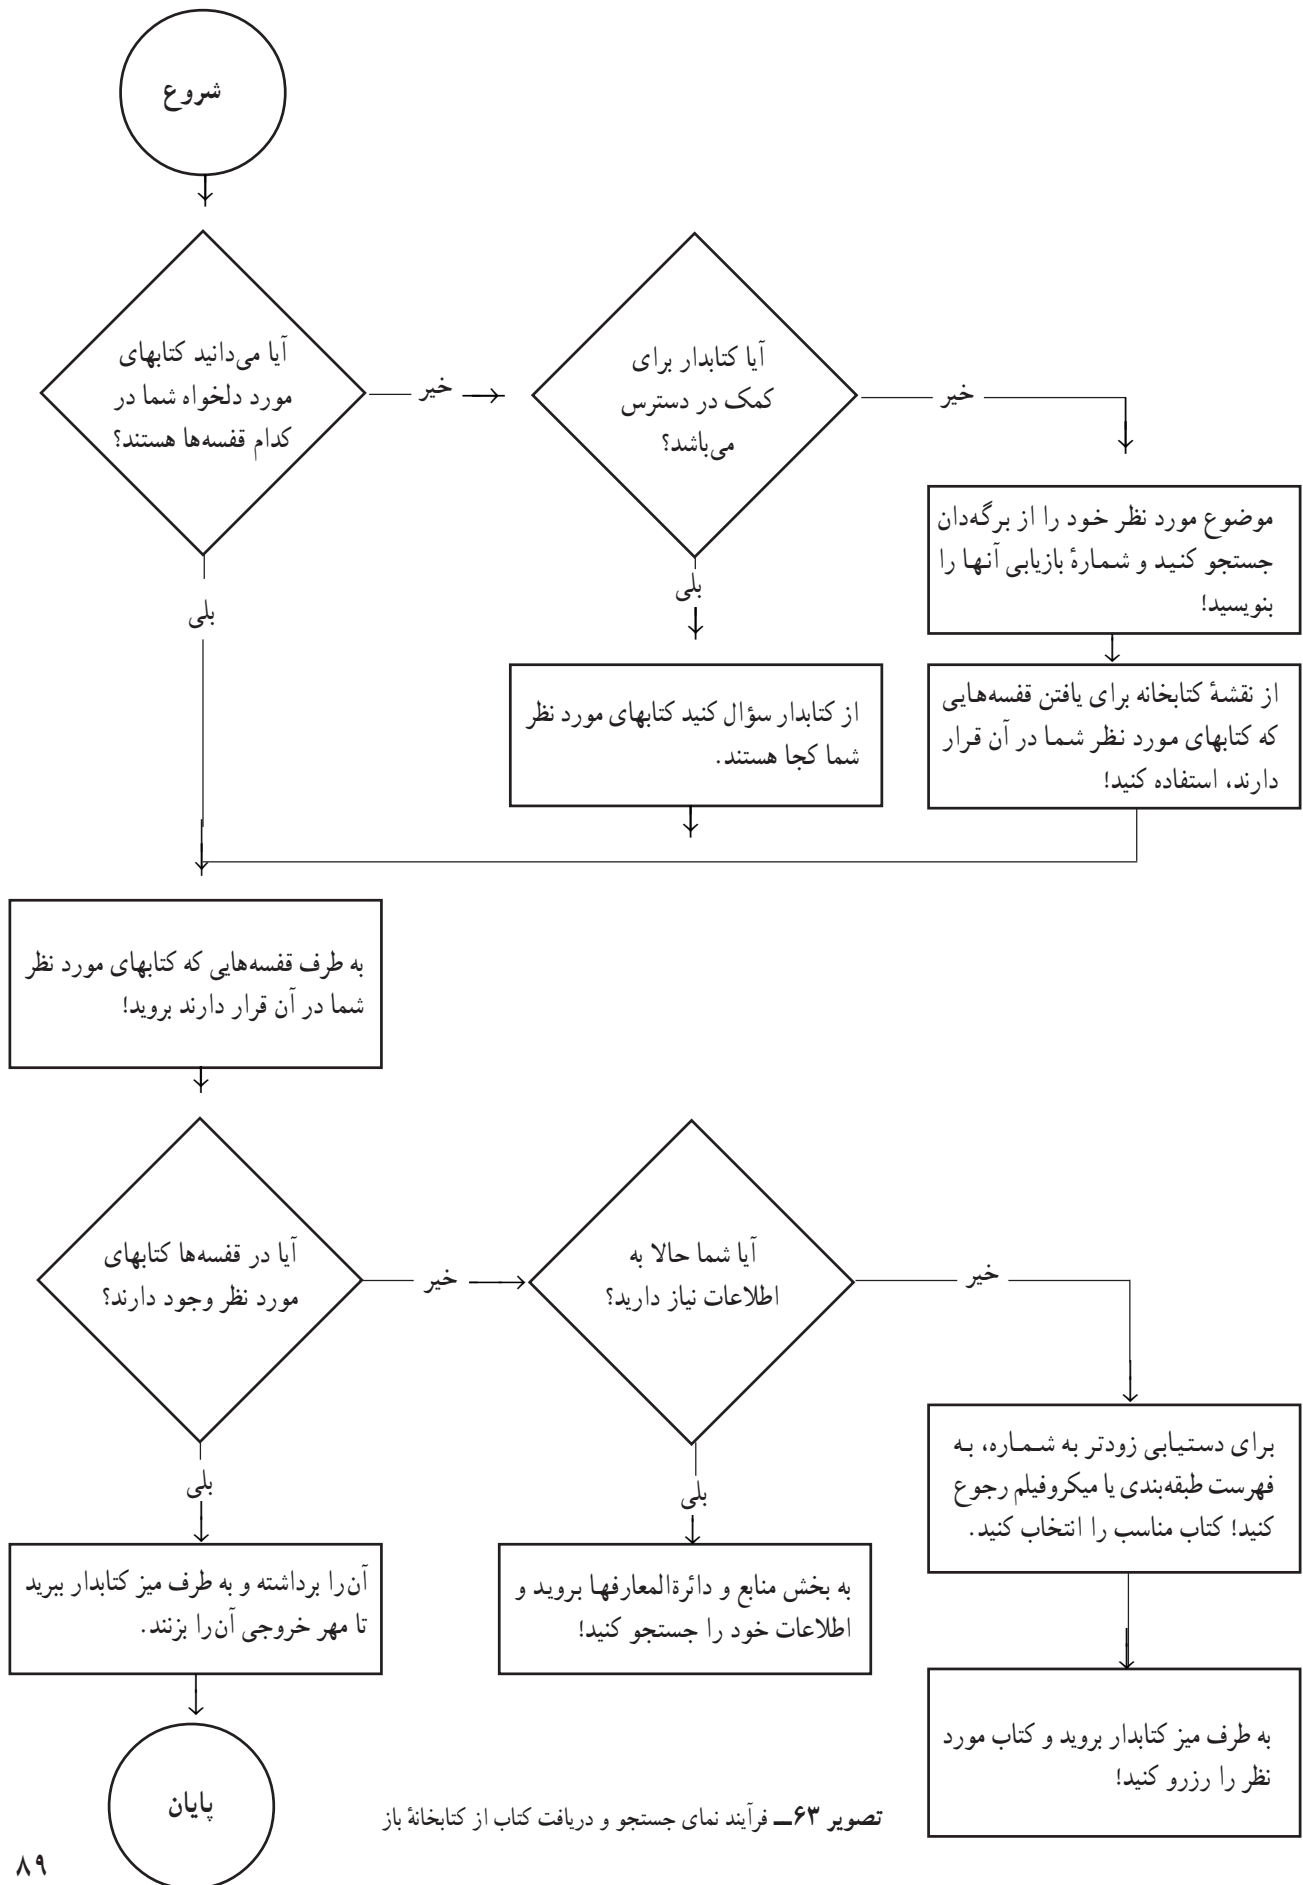 شروع
آیا می‌دانید کتابهای
مورد دلخواه شما در
کدام قفسه‌ها هستند؟
خیر
آیا کتابدار برای
کمک در دسترس
می‌باشد؟
خیر
موضوع مورد نظر خود را از برگه‌دان
جستجو کنید و شمارهٔ بازیابی آنها را
بنویسید!
بلی
بلی
از کتابدار سؤال کنید کتابهای مورد نظر
شما کجا هستند.
از نقشهٔ کتابخانه برای یافتن قفسه‌هایی
که کتابهای مورد نظر شما در آن قرار
دارند، استفاده کنید!
به طرف قفسه‌هایی که کتابهای مورد نظر
شما در آن قرار دارند بروید!
آیا در قفسه‌ها کتابهای
مورد نظر وجود دارند؟
خیر
آیا شما حالا به
اطلاعات نیاز دارید؟
خیر
برای دستیابی زودتر به شماره، به
فهرست طبقه‌بندی یا میکروفیلم رجوع
کنید! کتاب مناسب را انتخاب کنید.
بلی
بلی
آن‌را برداشته و به طرف میز کتابدار ببرید
تا مهر خروجی آن‌را بزنند.
به بخش منابع و دائرةالمعارفها بروید و
اطلاعات خود را جستجو کنید!
به طرف میز کتابدار بروید و کتاب مورد
نظر را رزرو کنید!
پایان
تصویر ۶۳ــ فرآیند نمای جستجو و دریافت کتاب از کتابخانهٔ باز
۸۹